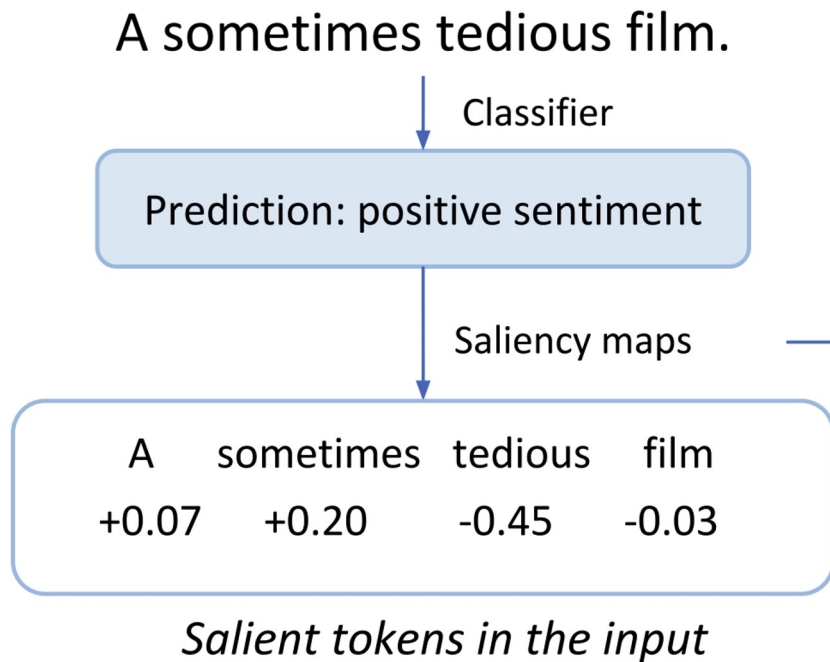 A sometimes tedious film.
Classifier
Prediction: positive sentiment
Saliency maps
A sometimes tedious film
+0.07 +0.20 -0.45 -0.03
Salient tokens in the input